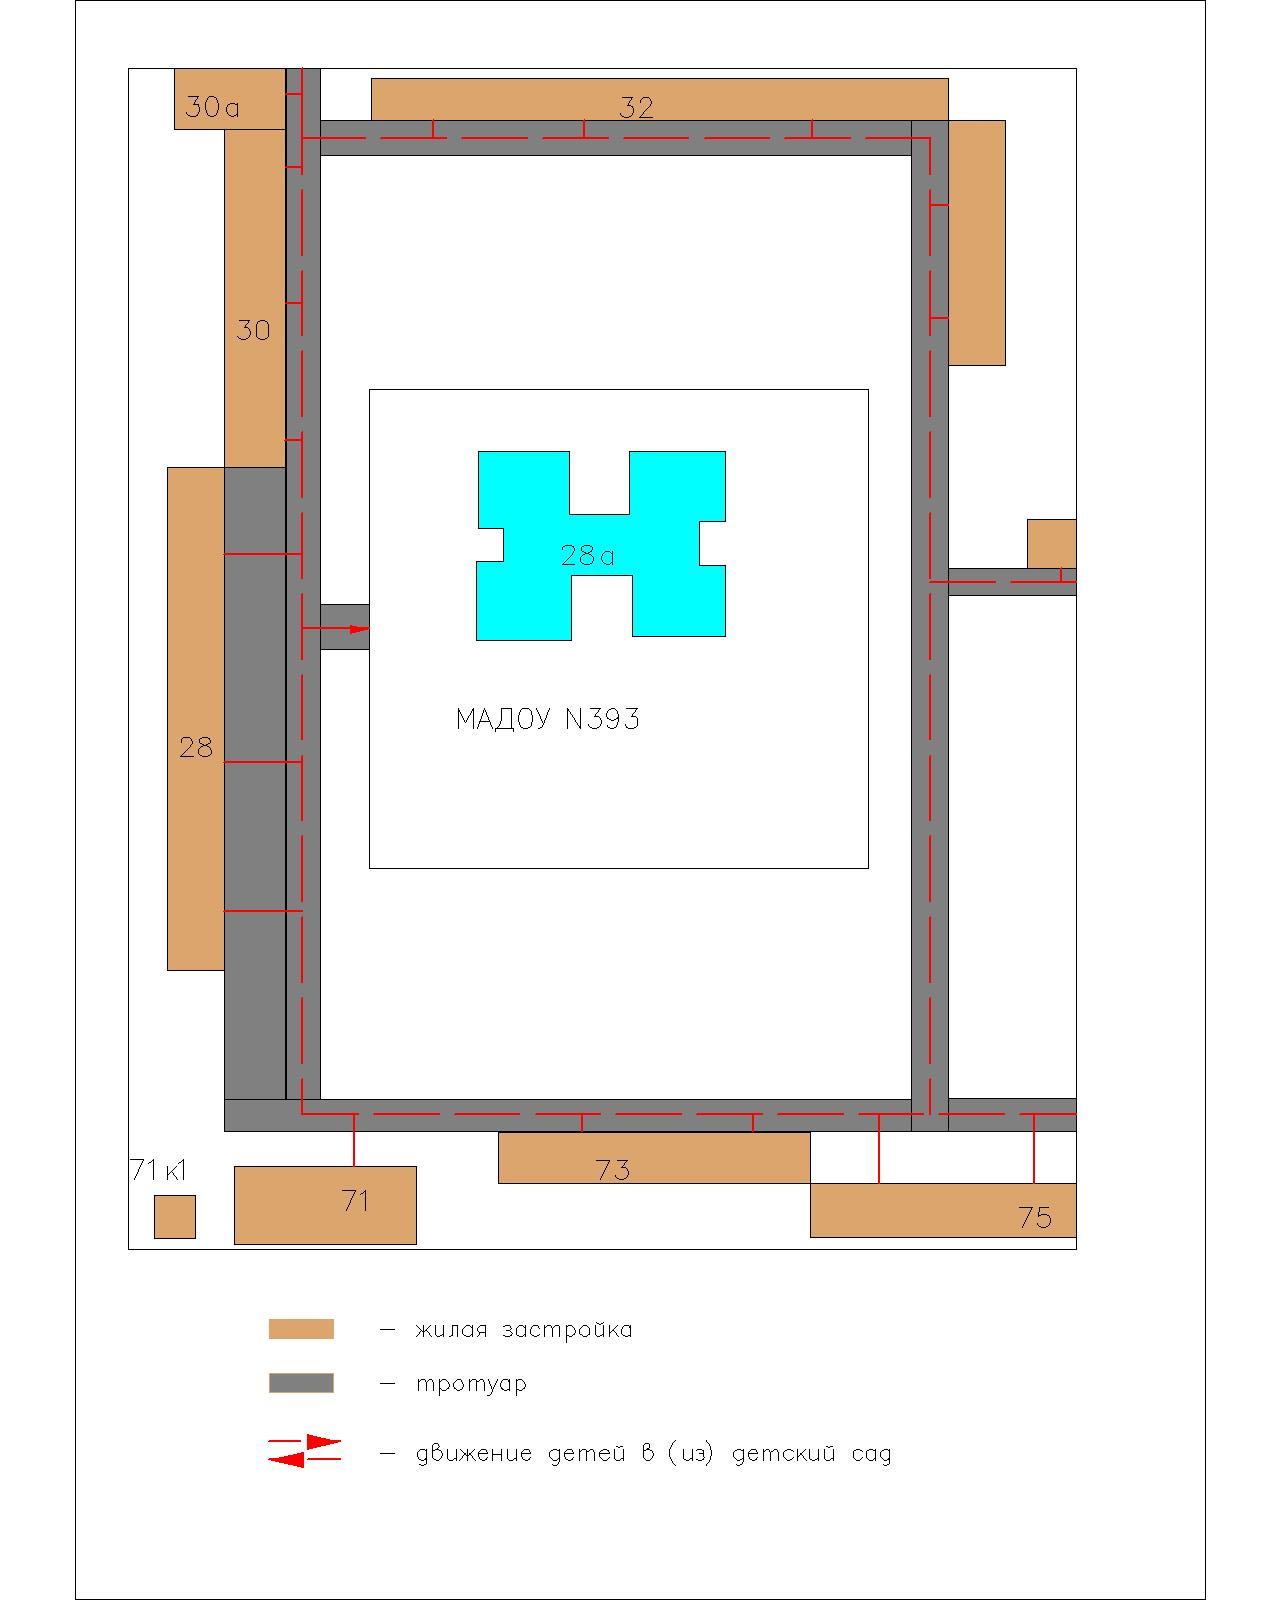 30а
32
30
28а
МАДОУ N393
28
71к1
71
73
75
– жилая застройка
– тротуар
– движение детей в (из) детский сад